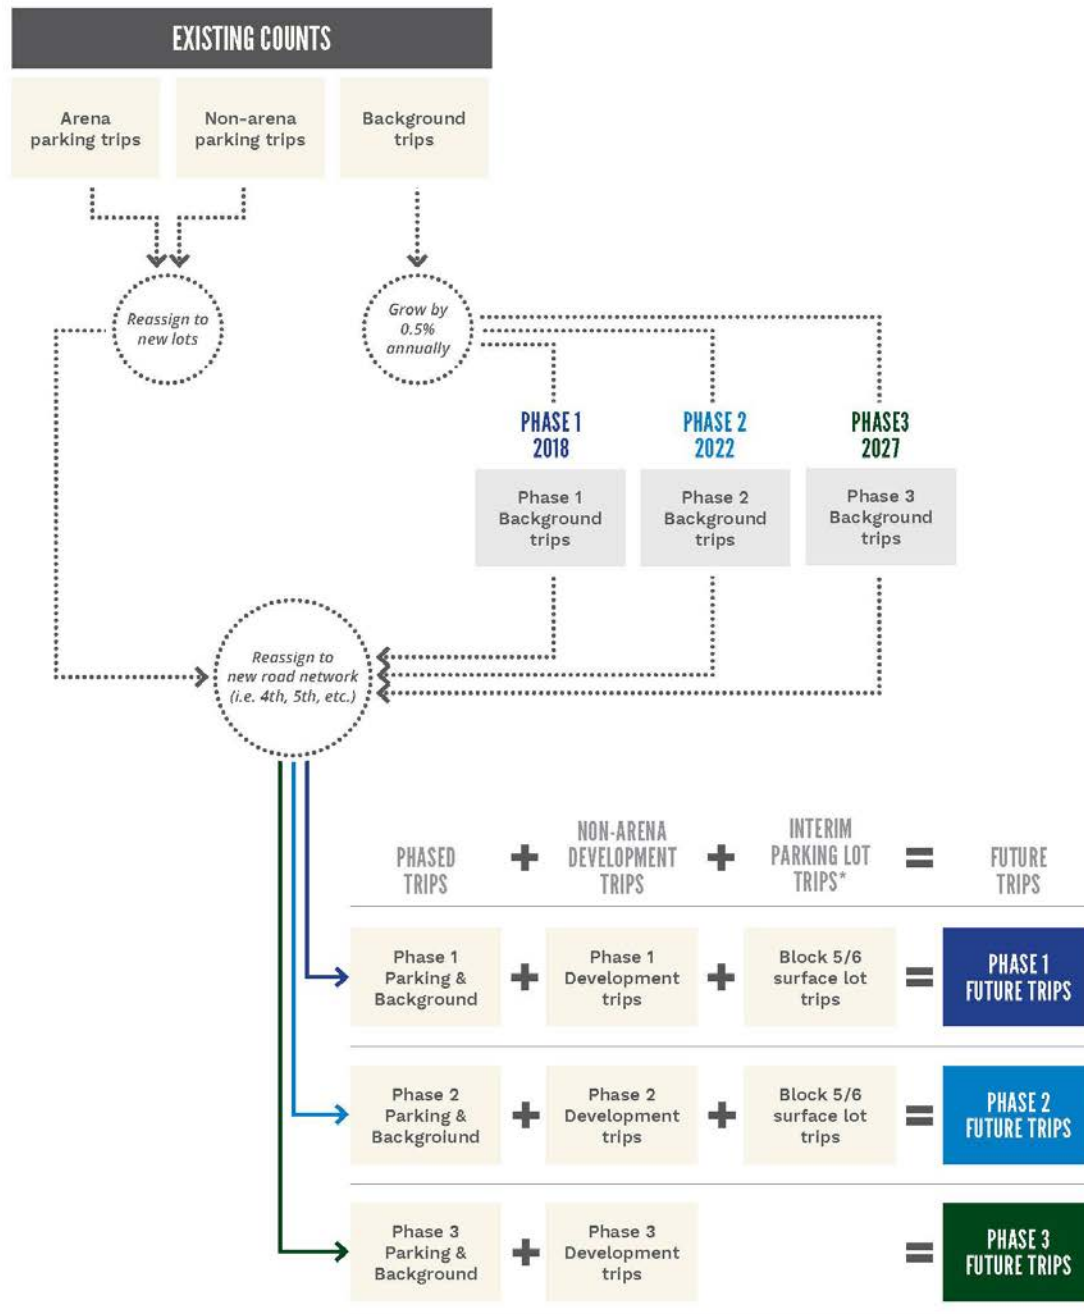 EXISTING COUNTS
Arena
parking trips
Non-arena
parking trips
Background
trips
Reassign to
new lots
Grow by
0.5%
annually
PHASE 1
2018
PHASE 2
2022
PHASE3
2027
Phase 1
Background
trips
Phase 2
Background
trips
Phase 3
Background
trips
Reassign to
new road network
(i.e. 4th, 5th, etc.)
PHASED
TRIPS
+
NON-ARENA
DEVELOPMENT
TRIPS
+
INTERIM
PARKING LOT
TRIPS*
=
FUTURE
TRIPS
Phase 1
Parking &
Background
+
Phase 1
Development
trips
+
Block 5/6
surface lot
trips
=
PHASE 1
FUTURE TRIPS
Phase 2
Parking &
Backgroiund
+
Phase 2
Development
trips
+
Block 5/6
surface lot
trips
=
PHASE 2
FUTURE TRIPS
Phase 3
Parking &
Background
+
Phase 3
Development
trips
=
PHASE 3
FUTURE TRIPS